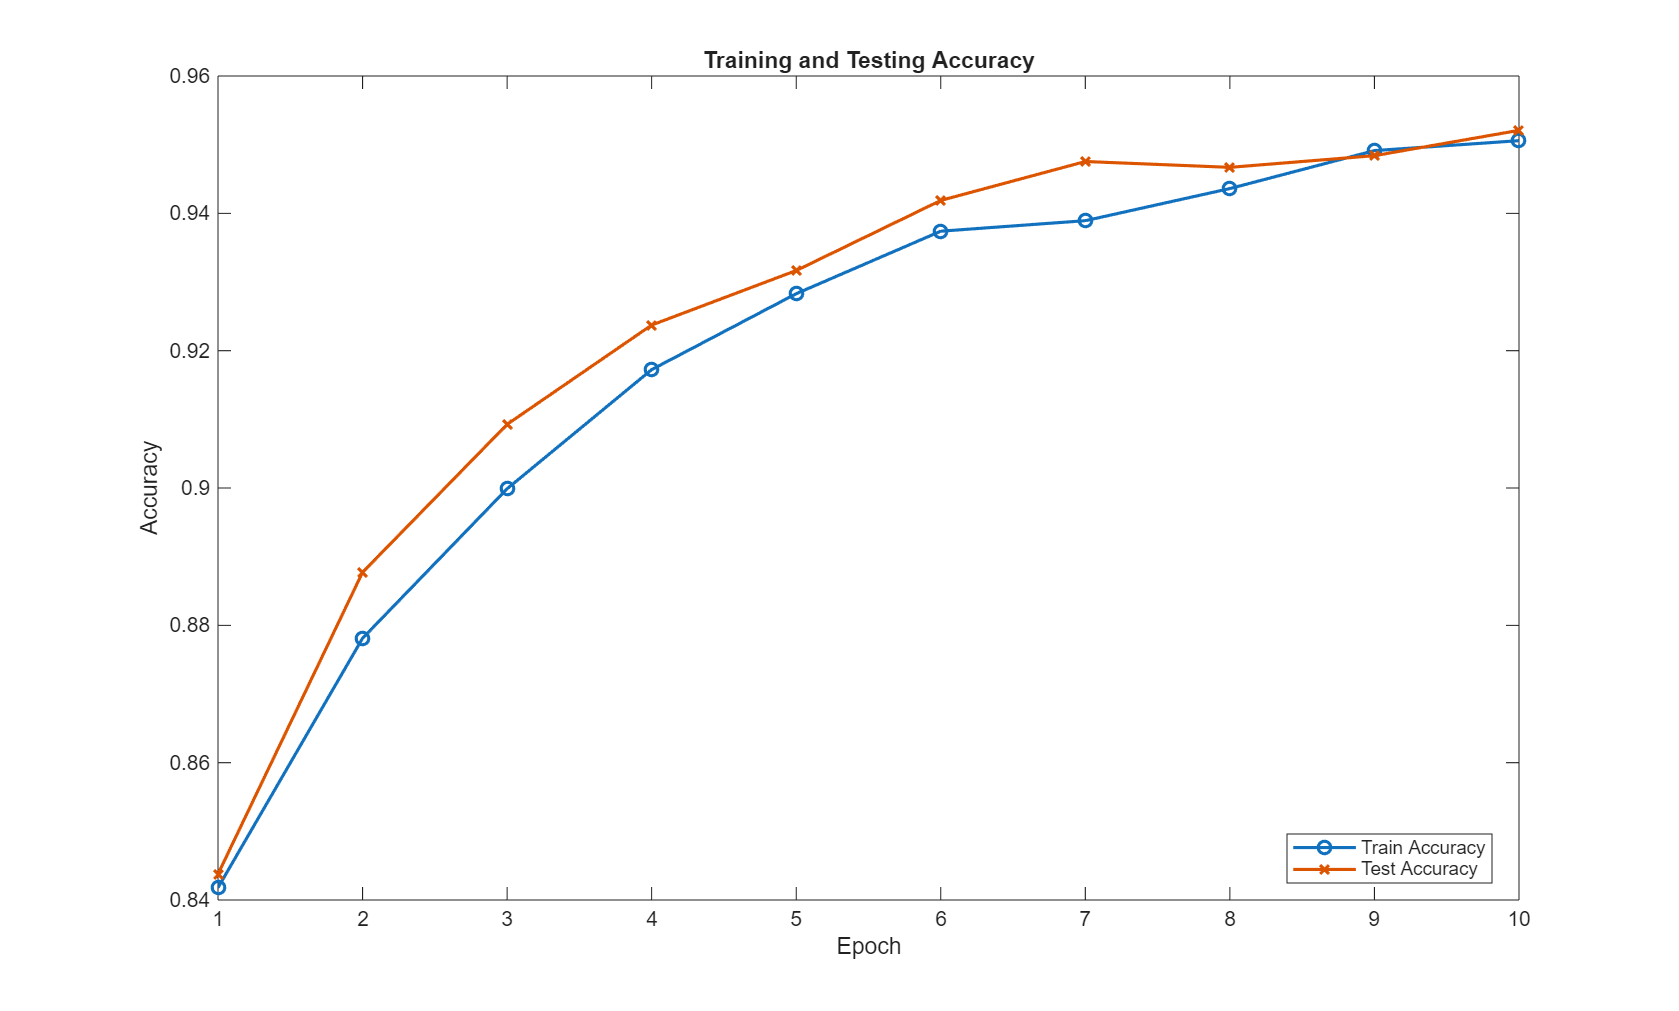 Training and Testing Accuracy
0.96
0.94
0.92
0.9
0.88
0.86
0.84
Accuracy
1 2 3 4 5 6 7 8 9 10
Epoch
Train Accuracy
Test Accuracy